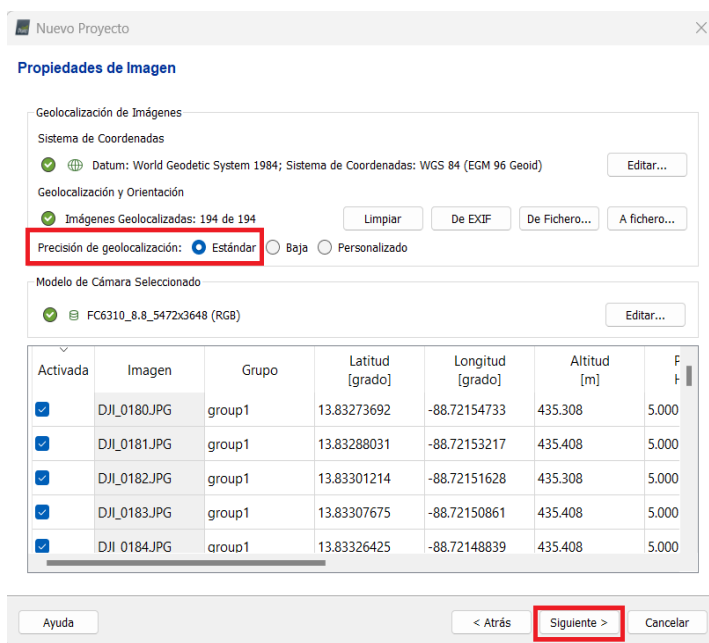 Nuevo Proyecto
Propiedades de Imagen
Geolocalización de Imágenes
Sistema de Coordenadas
Datum: World Geodetic System 1984; Sistema de Coordenadas: WGS 84 (EGM 96 Geoid) Editar...
Geolocalización y Orientación
Imágenes Geolocalizadas: 194 de 194 Limpiar De EXIF De Fichero... A fichero...
Precisión de geolocalización: Estándar Baja Personalizado
Modelo de Cámara Seleccionado
FC6310_8.8_5472x3648 (RGB) Editar...
Activada Imagen Grupo Latitud [grado] Longitud [grado] Altitud [m]
DJI_0180.JPG group1 13.83273692 -88.72154733 435.308 5.000
DJI_0181.JPG group1 13.83288031 -88.72153217 435.408 5.000
DJI_0182.JPG group1 13.83301214 -88.72151628 435.308 5.000
DJI_0183.JPG group1 13.83307675 -88.72150861 435.408 5.000
DJI_0184.JPG group1 13.83326425 -88.72148839 435.408 5.000
Ayuda < Atrás Siguiente > Cancelar